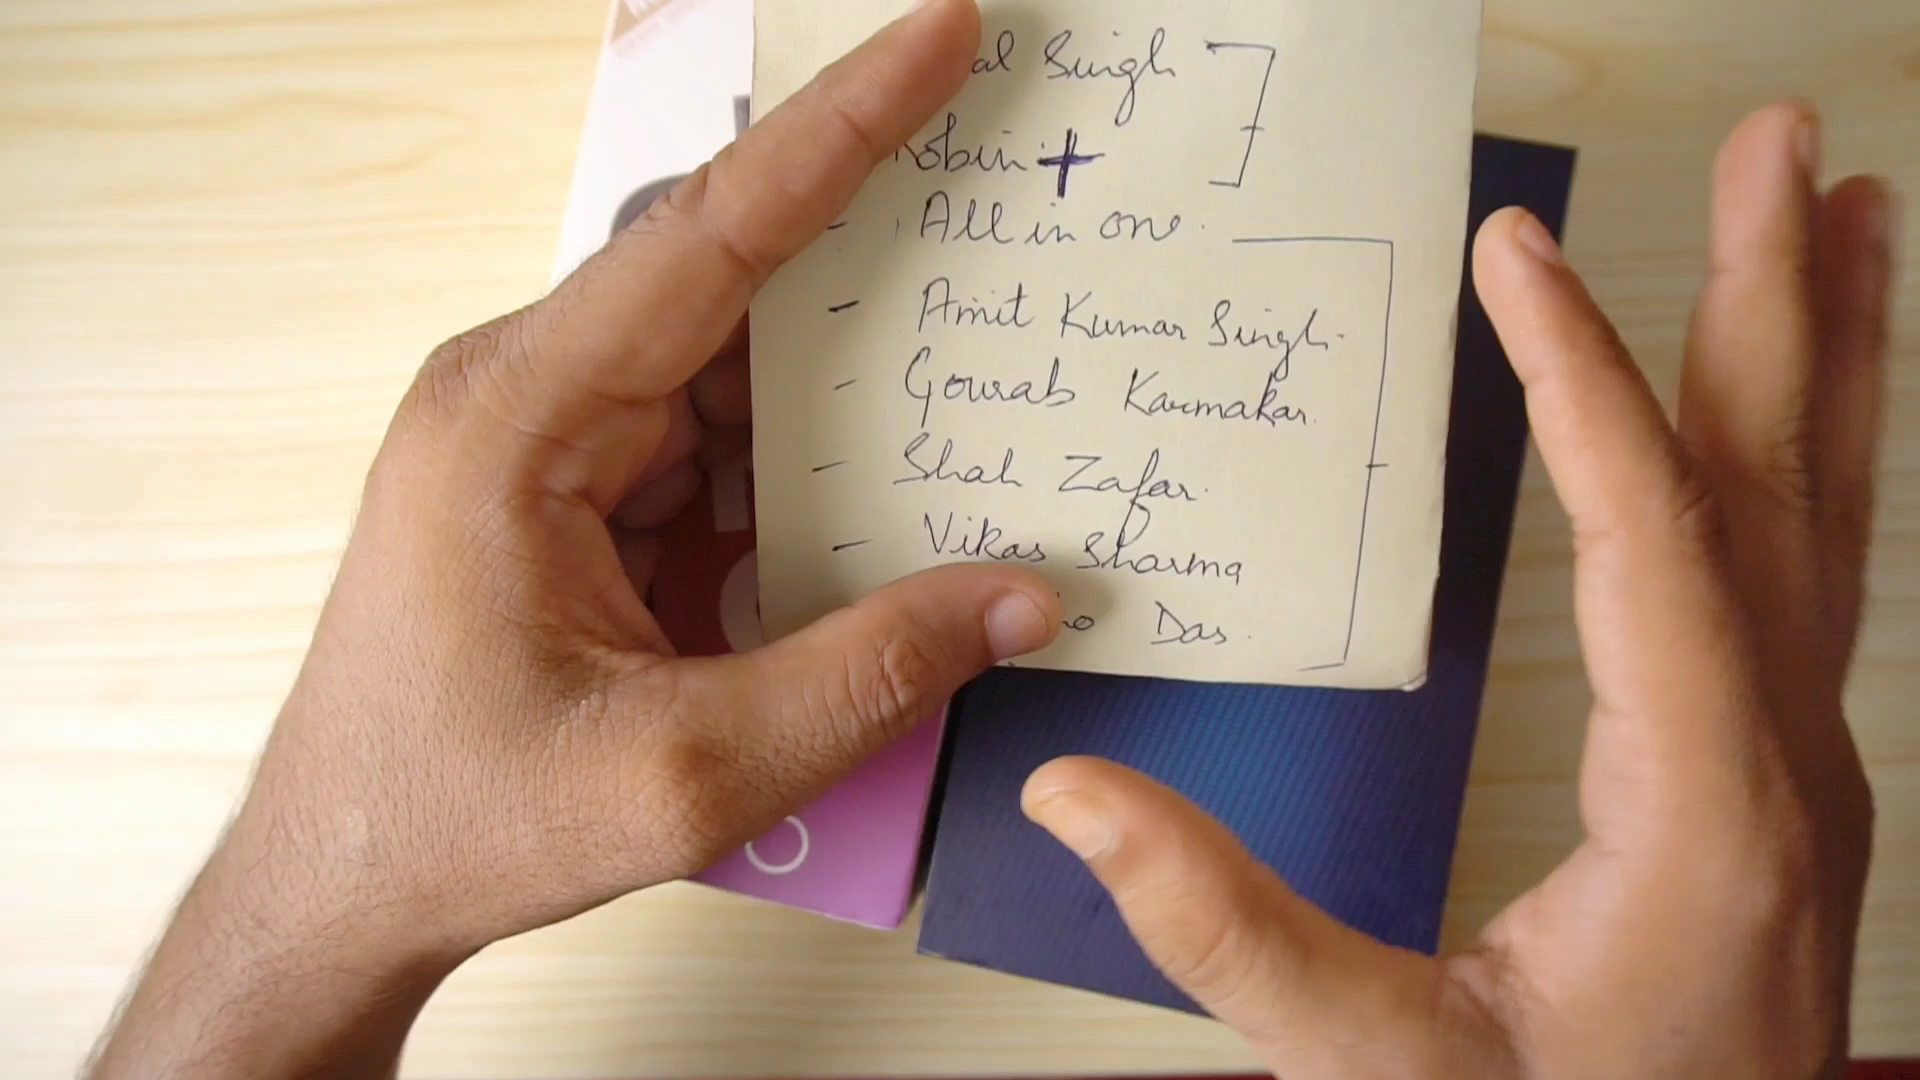 Singh
Robin +
- All in one.
- Amit Kumar Singh.
- Gourab Karmakar.
- Shah Zafar.
- Vikas Sharma
Das.